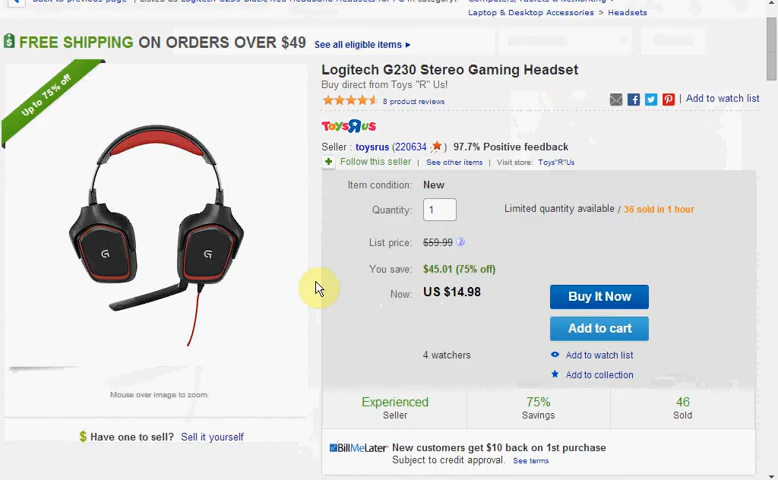 Back to previous page | Listed as Logitech G230 Black/Red Headband Headsets for PC in category:
Computers, Tablets & Networking >
Laptop & Desktop Accessories > Headsets
FREE SHIPPING ON ORDERS OVER $49 See all eligible items ▸
Up to 75% off
Logitech G230 Stereo Gaming Headset
Buy direct from Toys "R" Us!
8 product reviews
| Add to watch list
TOYSRUS
Seller : toysrus (220634 ) 97.7% Positive feedback
+ Follow this seller | See other items | Visit store: Toys"R"Us
Item condition: New
Quantity: 1 Limited quantity available / 36 sold in 1 hour
List price: $59.99 ?
You save: $45.01 (75% off)
Now: US $14.98
Buy It Now
Add to cart
4 watchers
Add to watch list
Add to collection
G G
Mouse over image to zoom
$ Have one to sell? Sell it yourself
Experienced 75% 46
Seller Savings Sold
BillMeLater New customers get $10 back on 1st purchase
Subject to credit approval. See terms